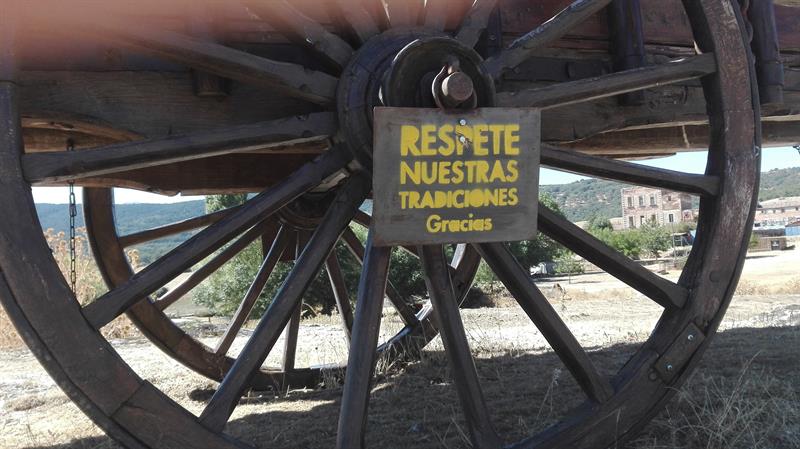 RESPETE
NUESTRAS
TRADICIONES
Gracias